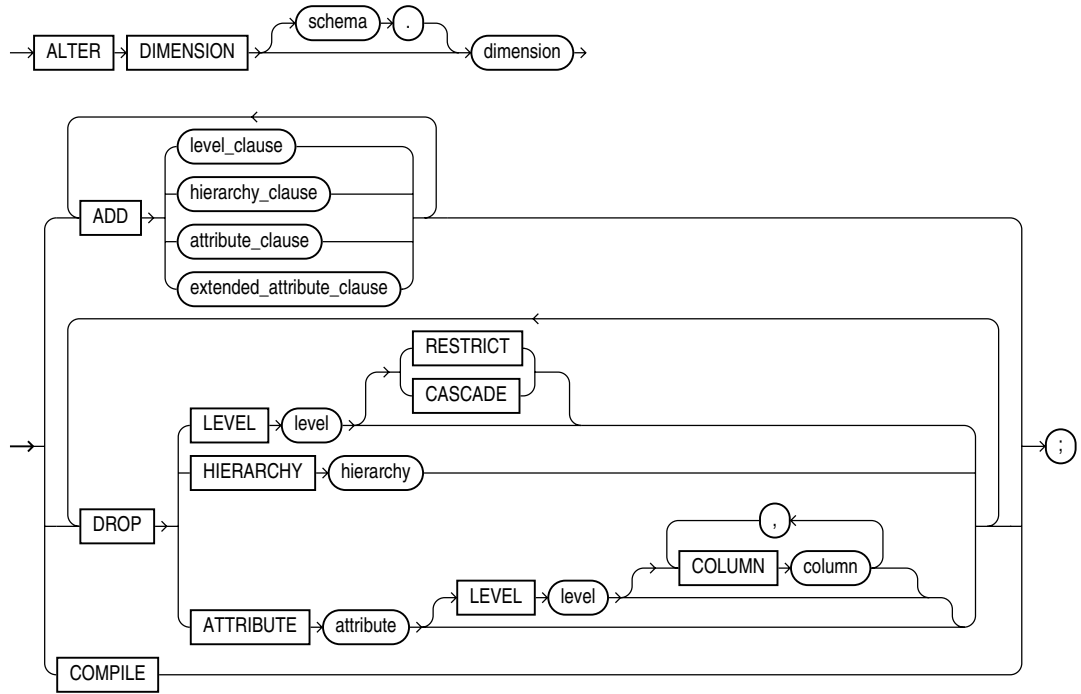 schema .
ALTER DIMENSION dimension
level_clause
hierarchy_clause
ADD
attribute_clause
extended_attribute_clause
RESTRICT
CASCADE
LEVEL level
HIERARCHY hierarchy
;
,
DROP
COLUMN column
LEVEL level
ATTRIBUTE attribute
COMPILE